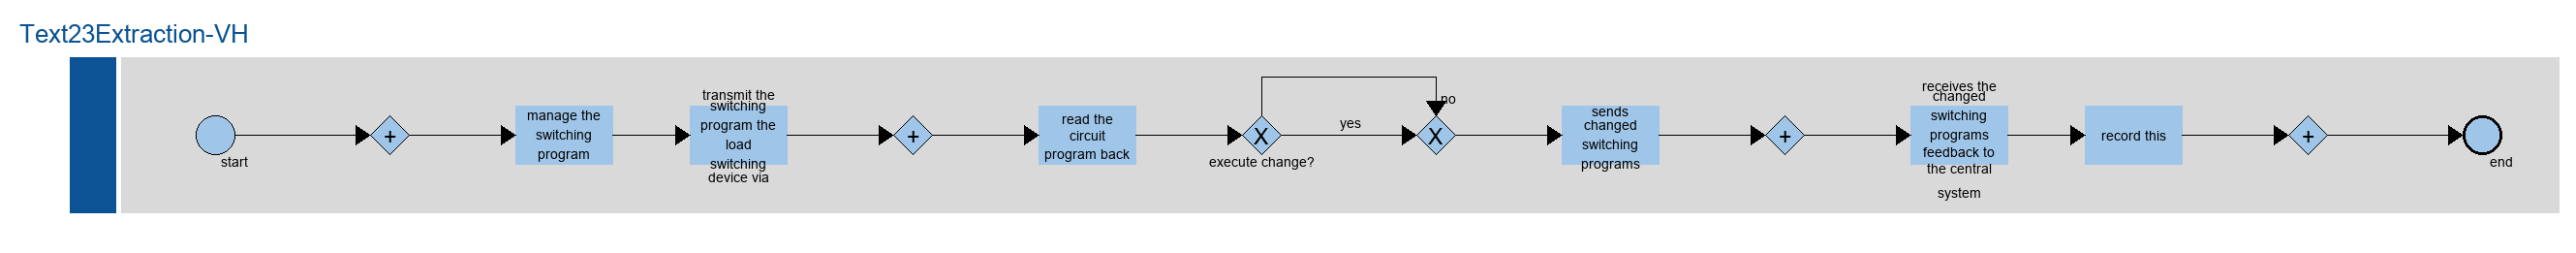 Text23Extraction-VH
start
+
manage the
switching
program
transmit the
switching
program the
load
switching
device via
+
read the
circuit
program back
X
execute change?
yes
no
X
sends
changed
switching
programs
+
receives the
changed
switching
programs
feedback to
the central
system
record this
+
end